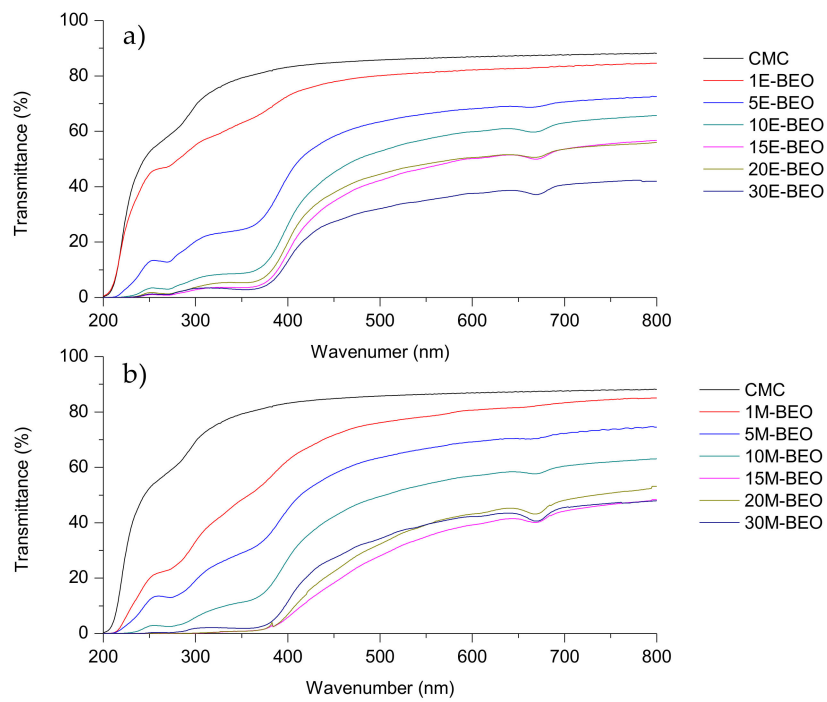 a)
100
80
60
40
20
0
200 300 400 500 600 700 800
Transmittance (%)
Wavenumer (nm)
CMC
1E-BEO
5E-BEO
10E-BEO
15E-BEO
20E-BEO
30E-BEO
b)
100
80
60
40
20
0
200 300 400 500 600 700 800
Transmittance (%)
Wavenumber (nm)
CMC
1M-BEO
5M-BEO
10M-BEO
15M-BEO
20M-BEO
30M-BEO